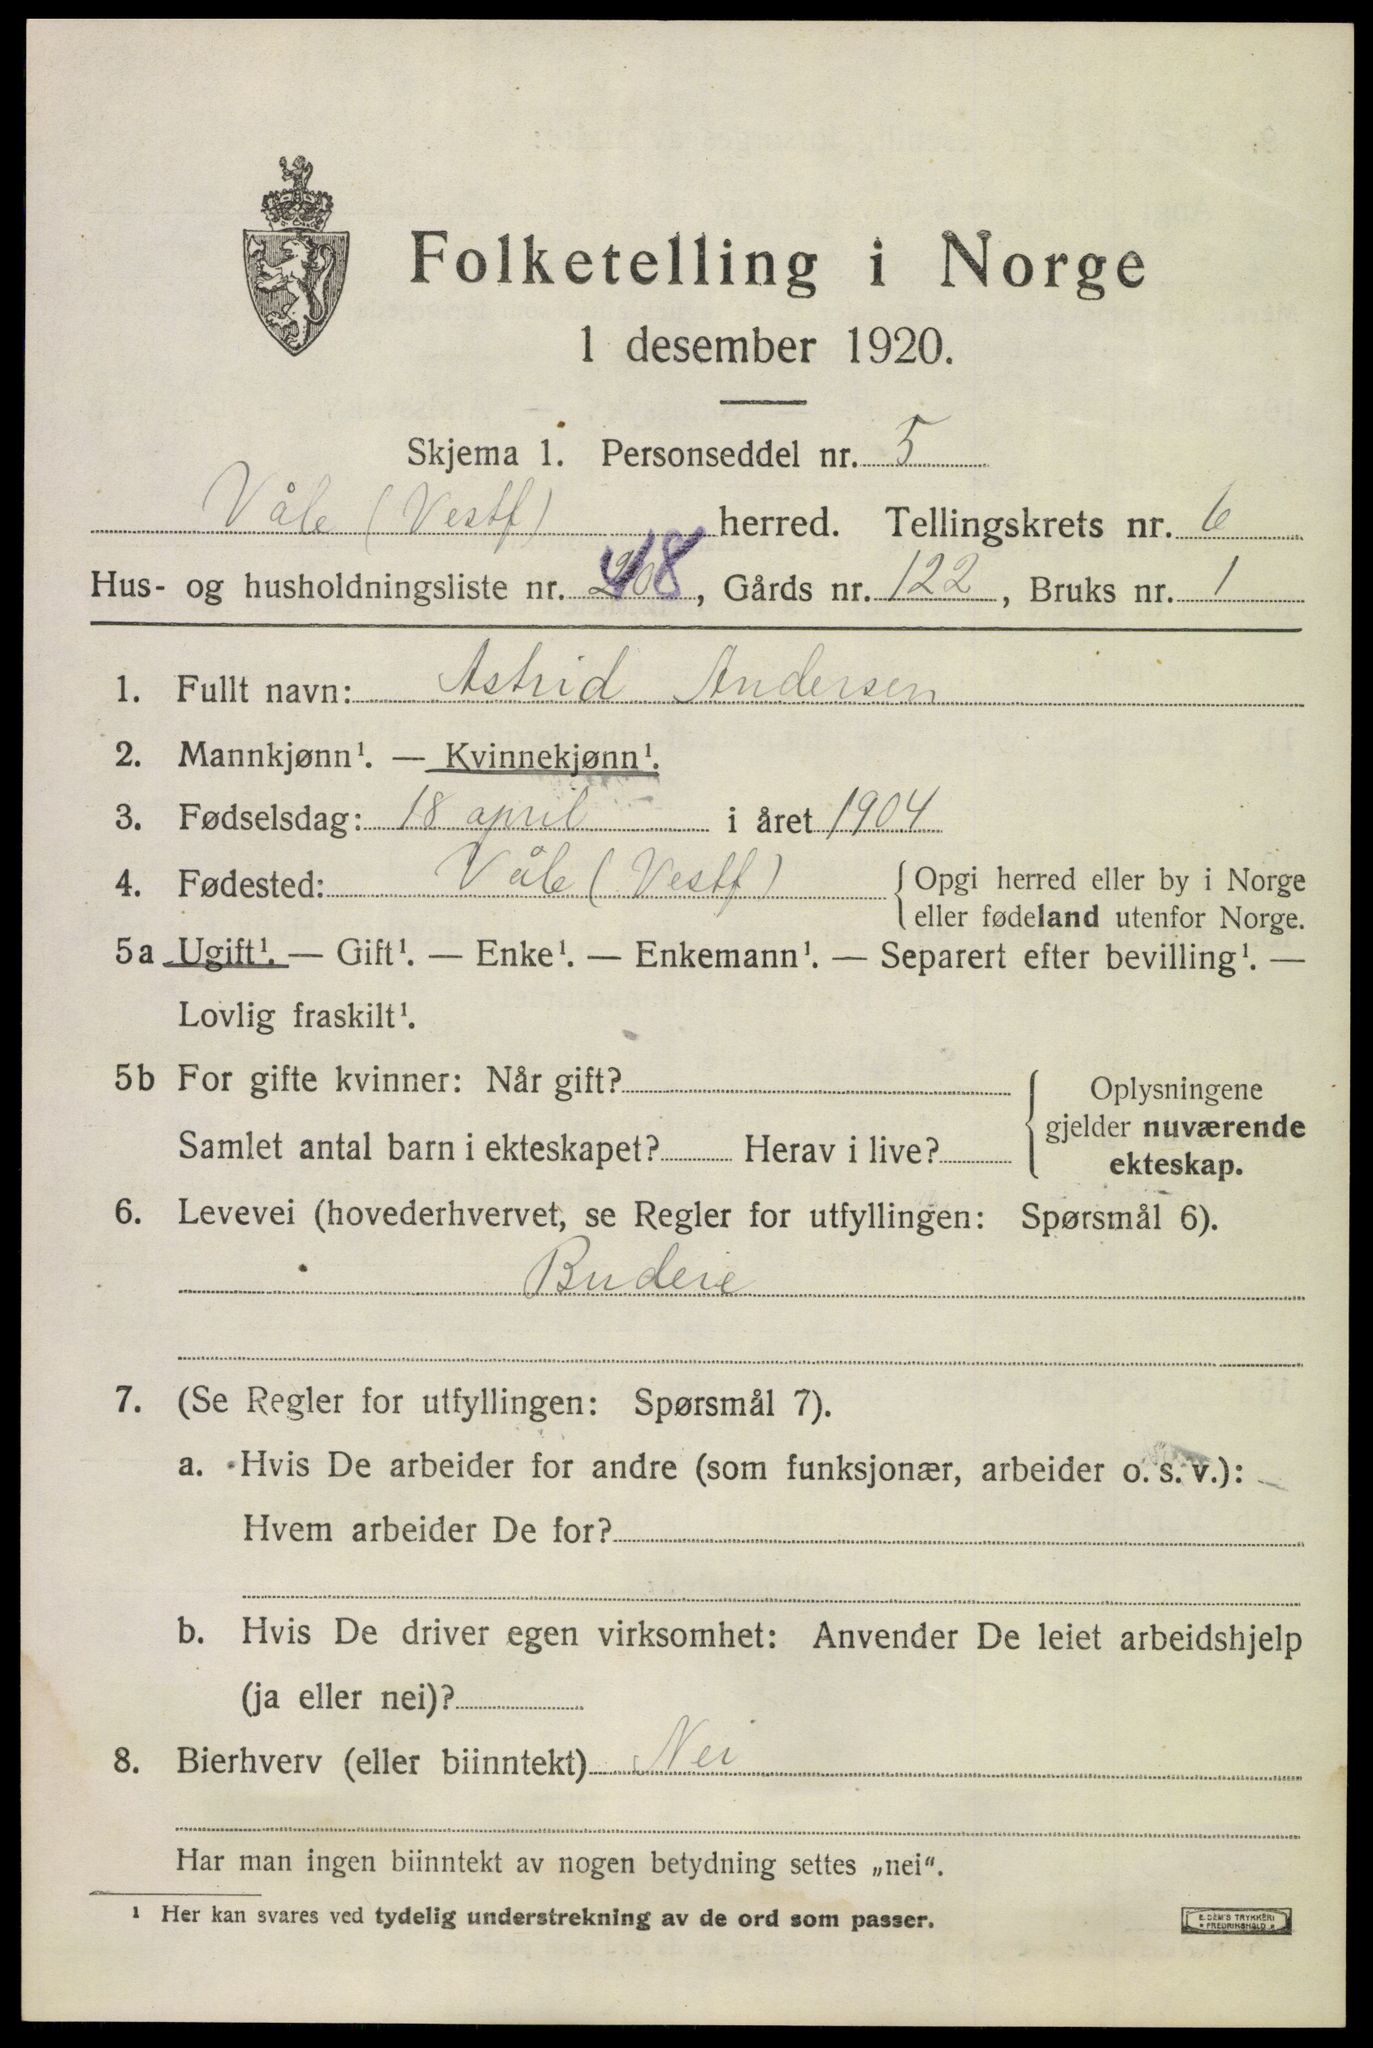 Folketelling i Norge
1 desember 1920.
Skjema 1. Personseddel nr. 5
Våle (Vestf) herred. Tellingskrets nr. 6
Hus- og husholdningsliste nr. 48, Gårds nr. 122, Bruks nr. 1
1. Fullt navn: Astrid Andersen
2. Mannkjønn¹. — Kvinnekjønn¹.
3. Fødselsdag: 18 april i året 1904
4. Fødested: Våle (Vestf) { Opgi herred eller by i Norge
eller fødeland utenfor Norge.
5a Ugift¹. — Gift¹. — Enke¹. — Enkemann¹. — Separert efter bevilling¹. —
Lovlig fraskilt¹.
5b For gifte kvinner: Når gift? Oplysningene
gjelder nuværende
Samlet antal barn i ekteskapet? Herav i live? ekteskap.
6. Levevei (hovederhvervet, se Regler for utfyllingen: Spørsmål 6).
Budeie
7. (Se Regler for utfyllingen: Spørsmål 7).
a. Hvis De arbeider for andre (som funksjonær, arbeider o. s. v.):
Hvem arbeider De for?
b. Hvis De driver egen virksomhet: Anvender De leiet arbeidshjelp
(ja eller nei)?
8. Bierhverv (eller biinntekt) Nei
Har man ingen biinntekt av nogen betydning settes „nei".
¹ Her kan svares ved tydelig understrekning av de ord som passer.
E. SEM'S TRYKKERI
FREDRIKSHALD